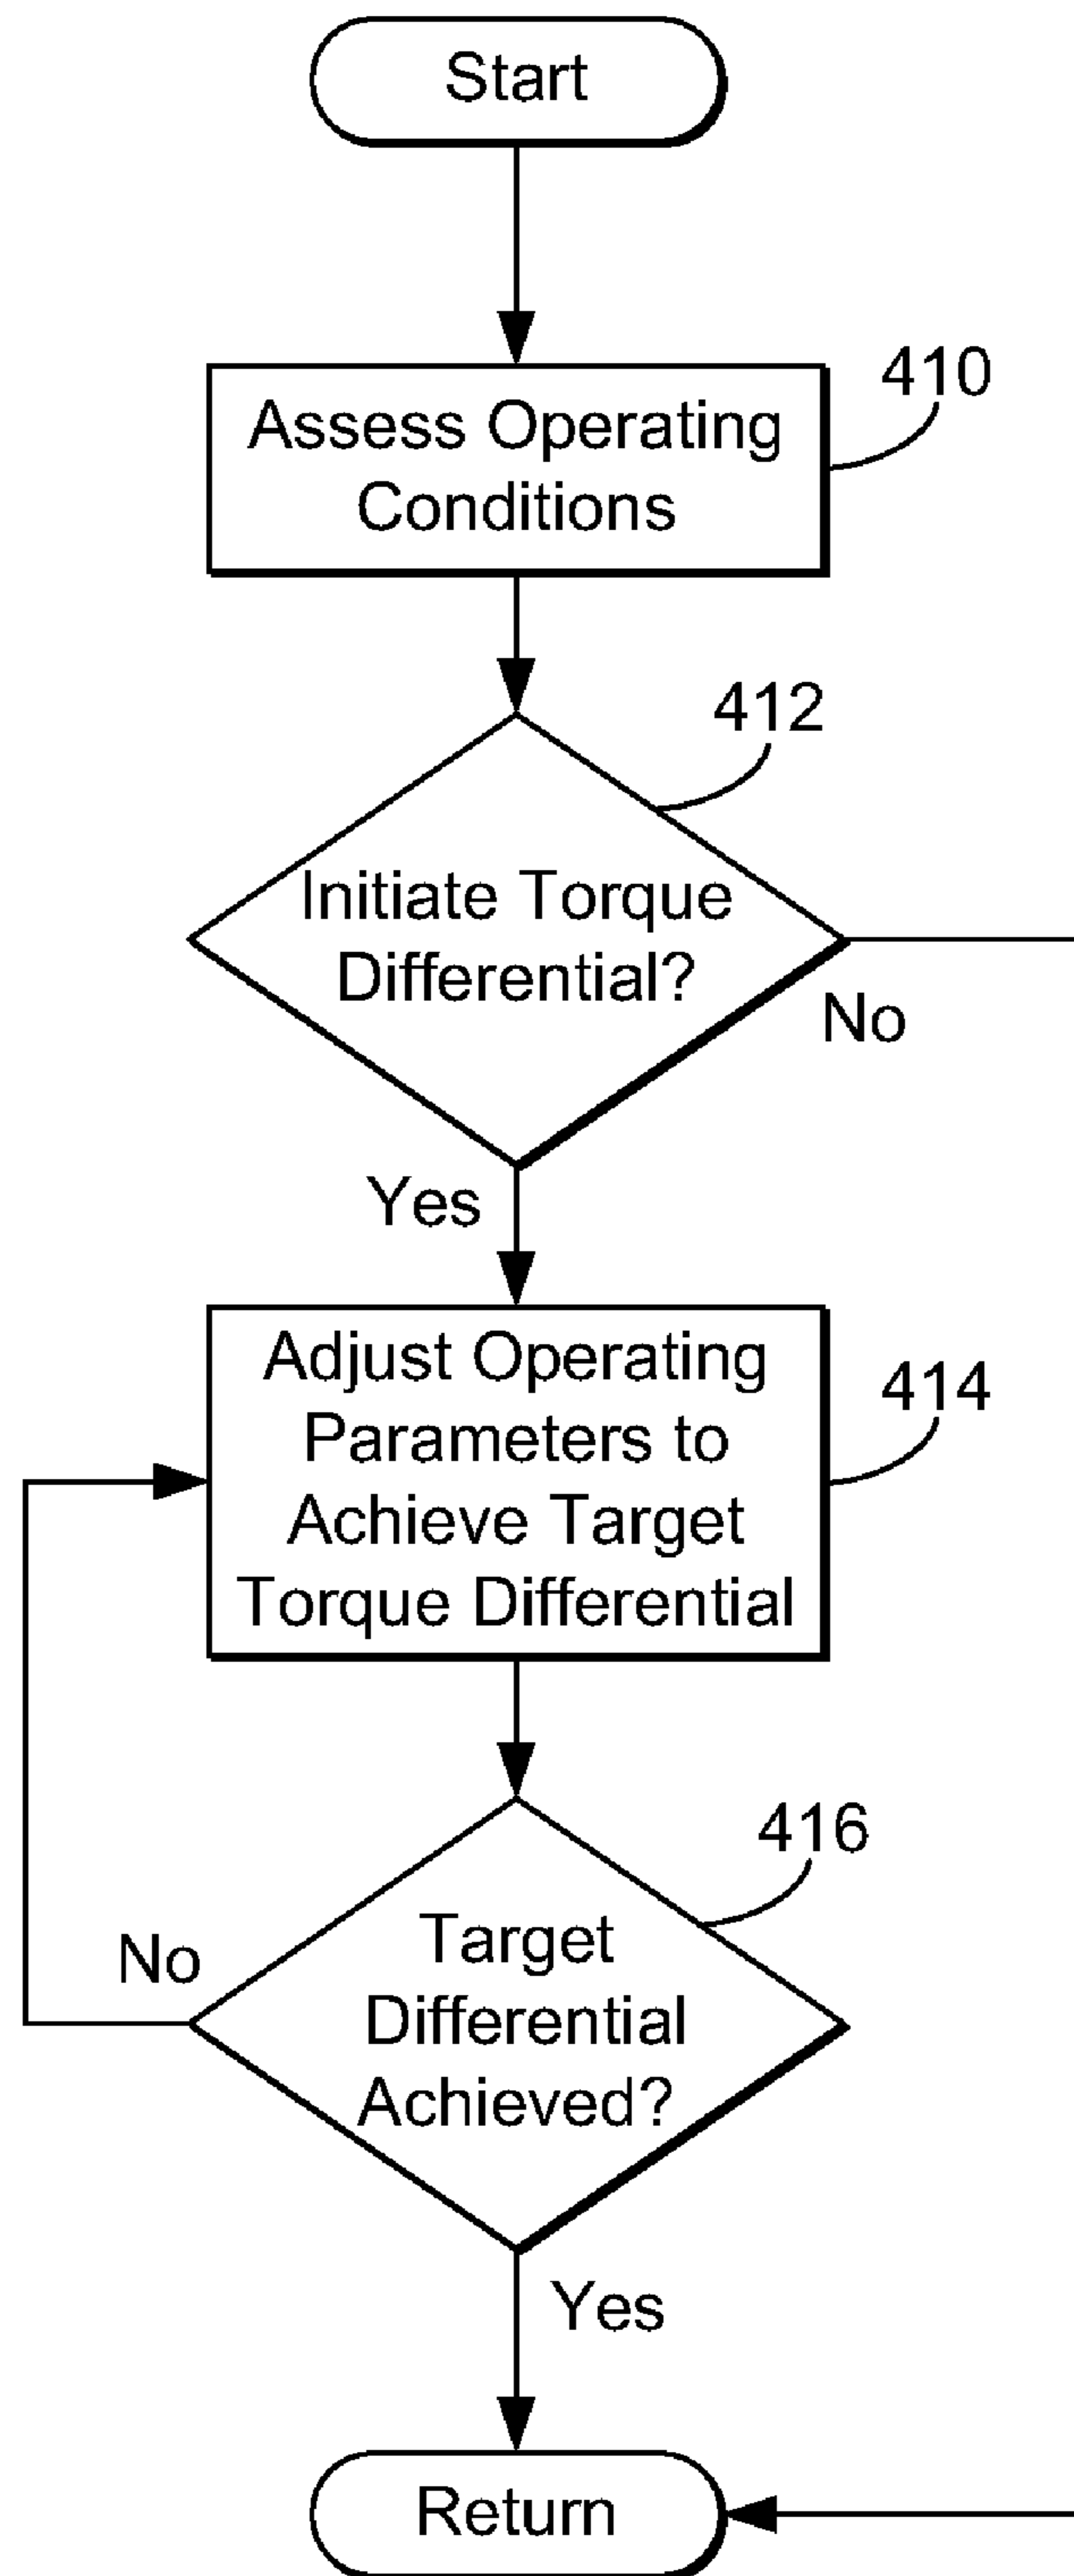 Start
410
Assess Operating
Conditions
412
Initiate Torque
Differential?
No
Yes
Adjust Operating
Parameters to
Achieve Target
Torque Differential
414
416
Target
Differential
Achieved?
No
Yes
Return